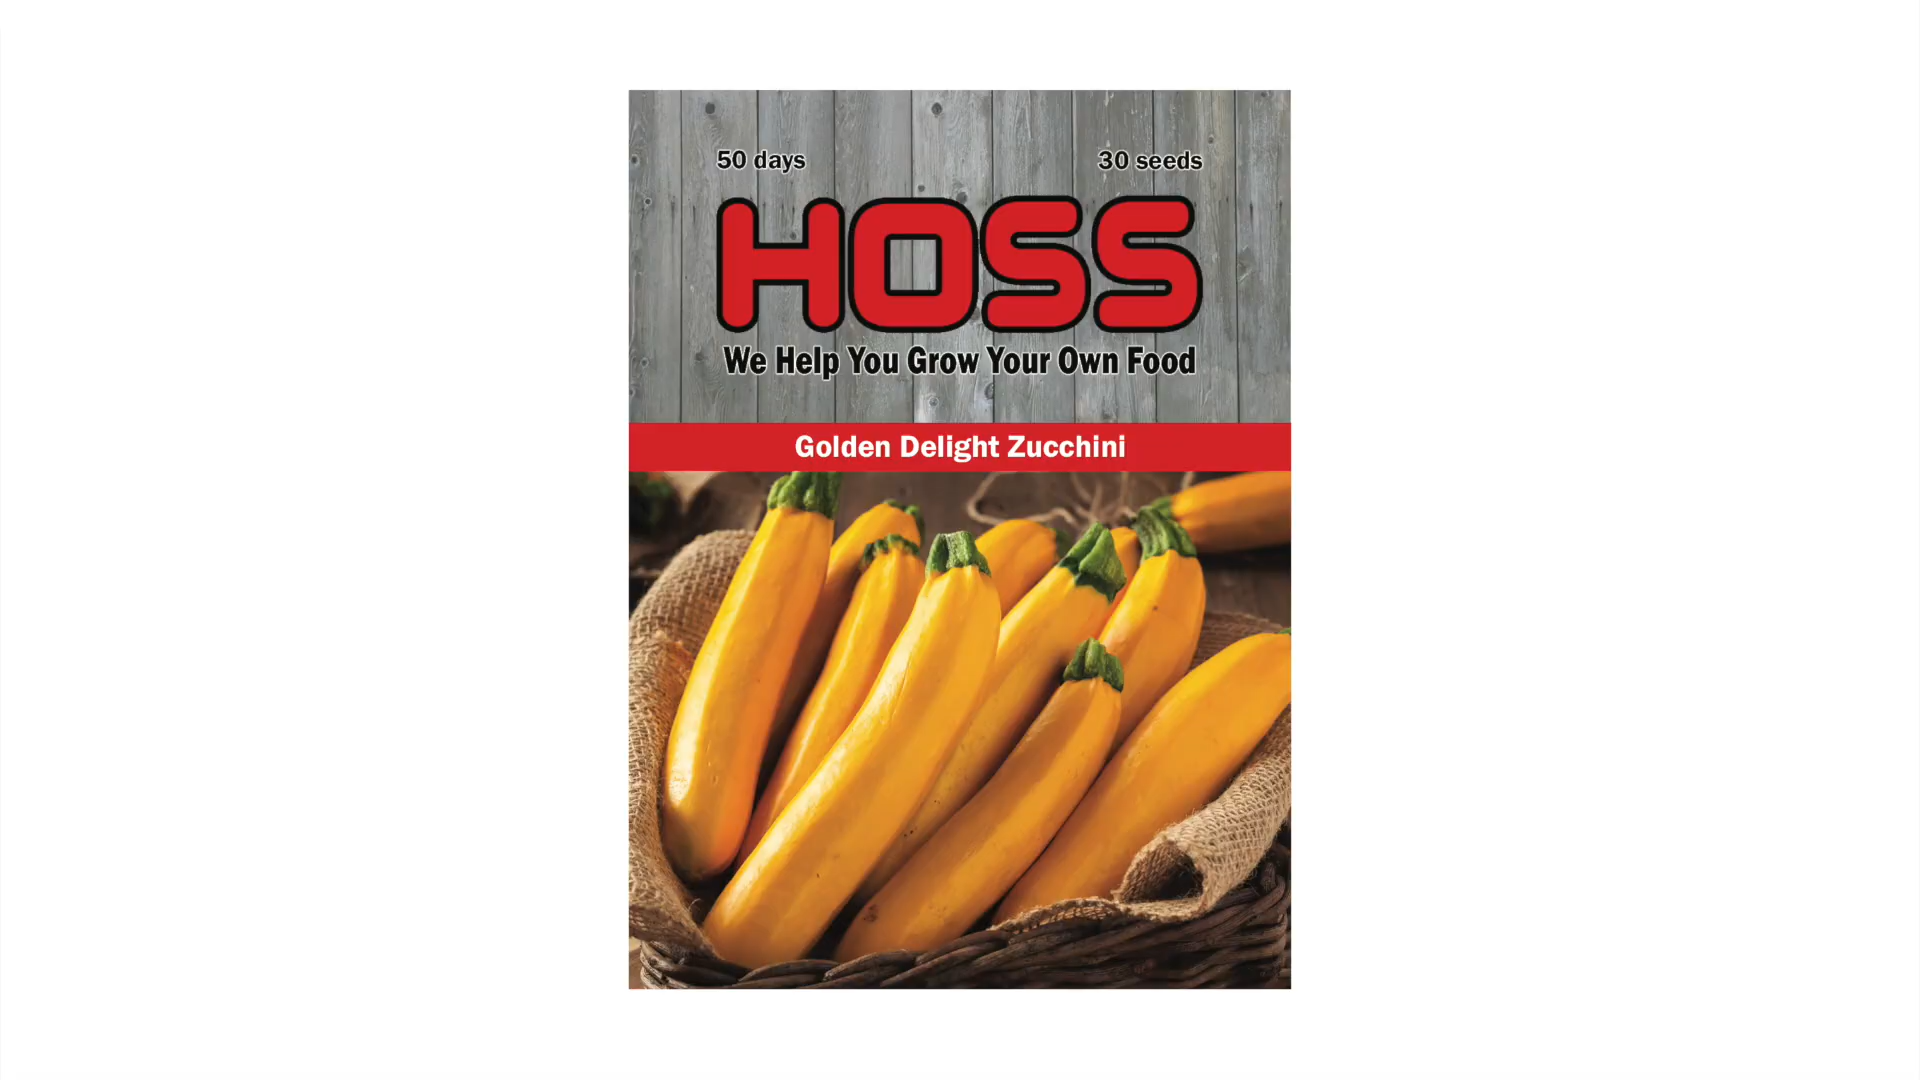 50 days
30 seeds
HOSS
We Help You Grow Your Own Food
Golden Delight Zucchini